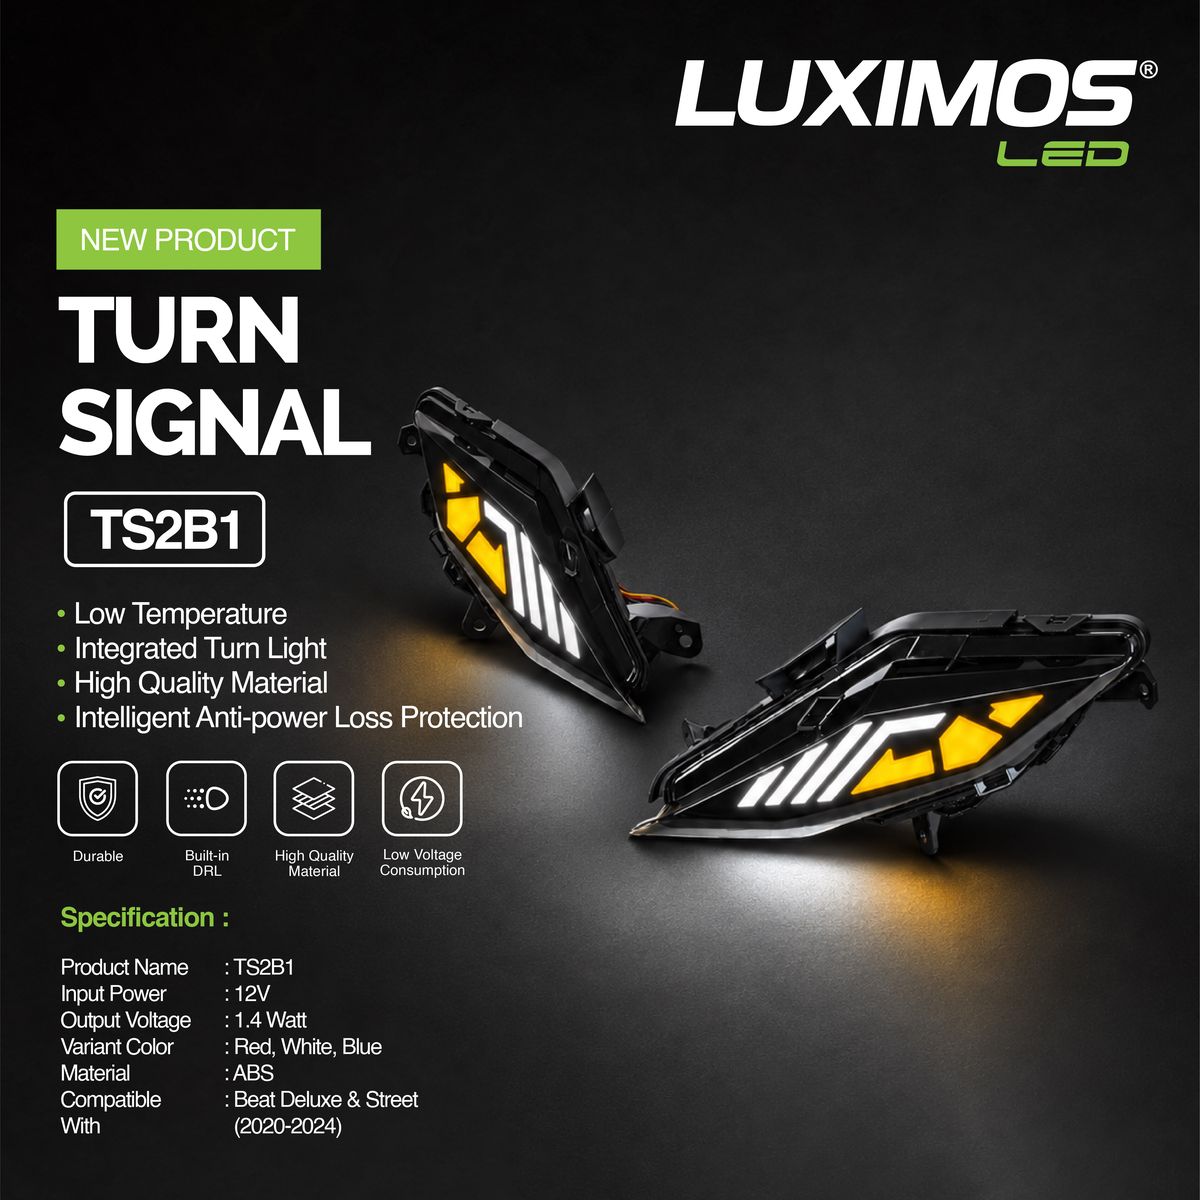 LUXIMOS®
LED
NEW PRODUCT
TURN
SIGNAL
TS2B1
• Low Temperature
• Integrated Turn Light
• High Quality Material
• Intelligent Anti-power Loss Protection
Durable
Built-in
DRL
High Quality
Material
Low Voltage
Consumption
Specification :
Product Name : TS2B1
Input Power : 12V
Output Voltage : 1.4 Watt
Variant Color : Red, White, Blue
Material : ABS
Compatible : Beat Deluxe & Street
With (2020-2024)